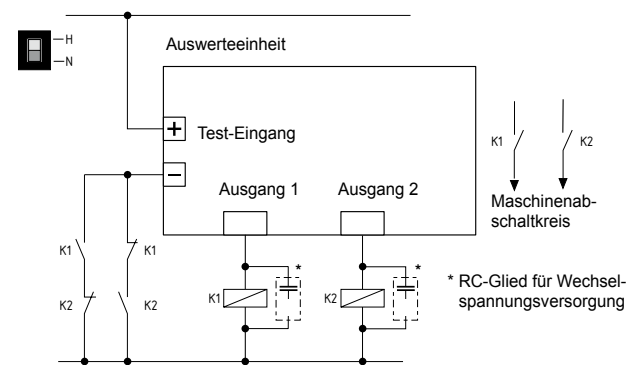 H
N
Auswerteeinheit
+
Test-Eingang
−
Ausgang 1
Ausgang 2
K1
K2
Maschinenab-
schaltkreis
K1
K1
K2
K2
*
K1
*
K2
* RC-Glied für Wechsel-
spannungsversorgung